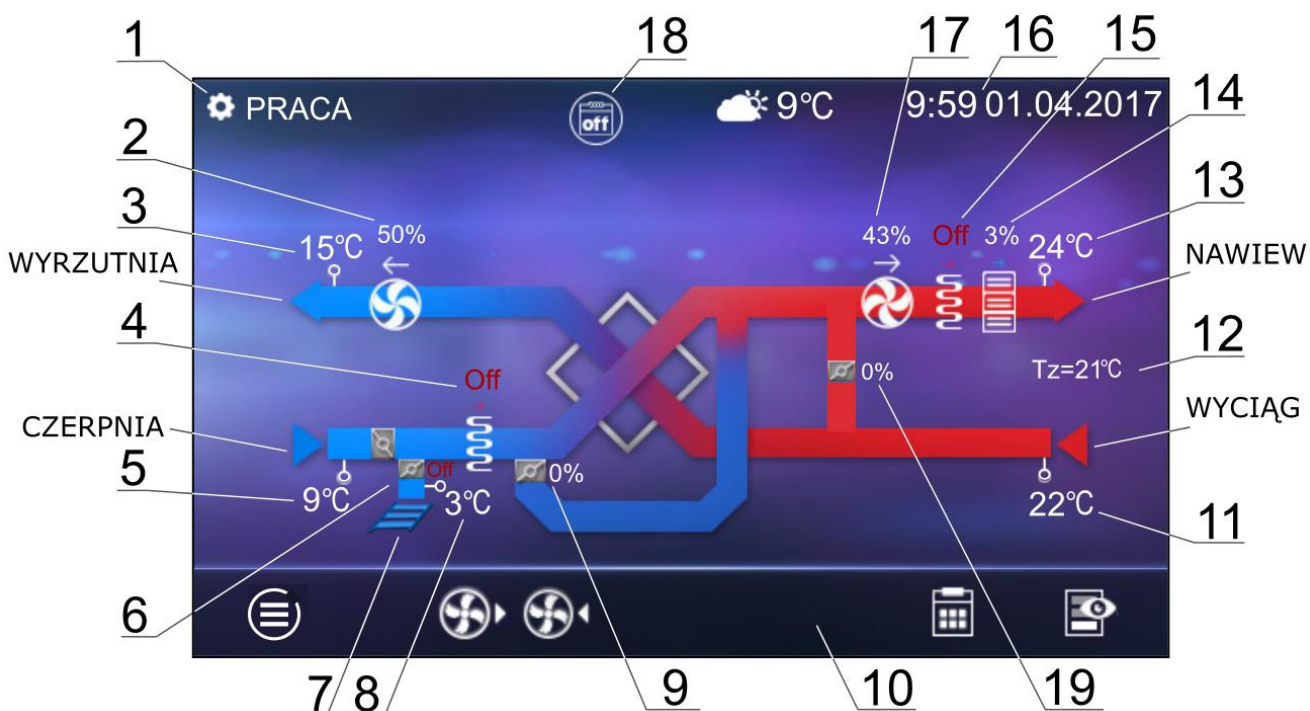 1
18
17
16
15
PRACA
off
9°C
9:59 01.04.2017
14
2
13
3
15°C
50%
43%
Off
3%
24°C
WYRZUTNIA
NAWIEW
4
12
Off
0%
Tz=21°C
CZERPNIA
WYCIĄG
5
Off
0%
9°C
3°C
22°C
11
6
7
8
9
10
19